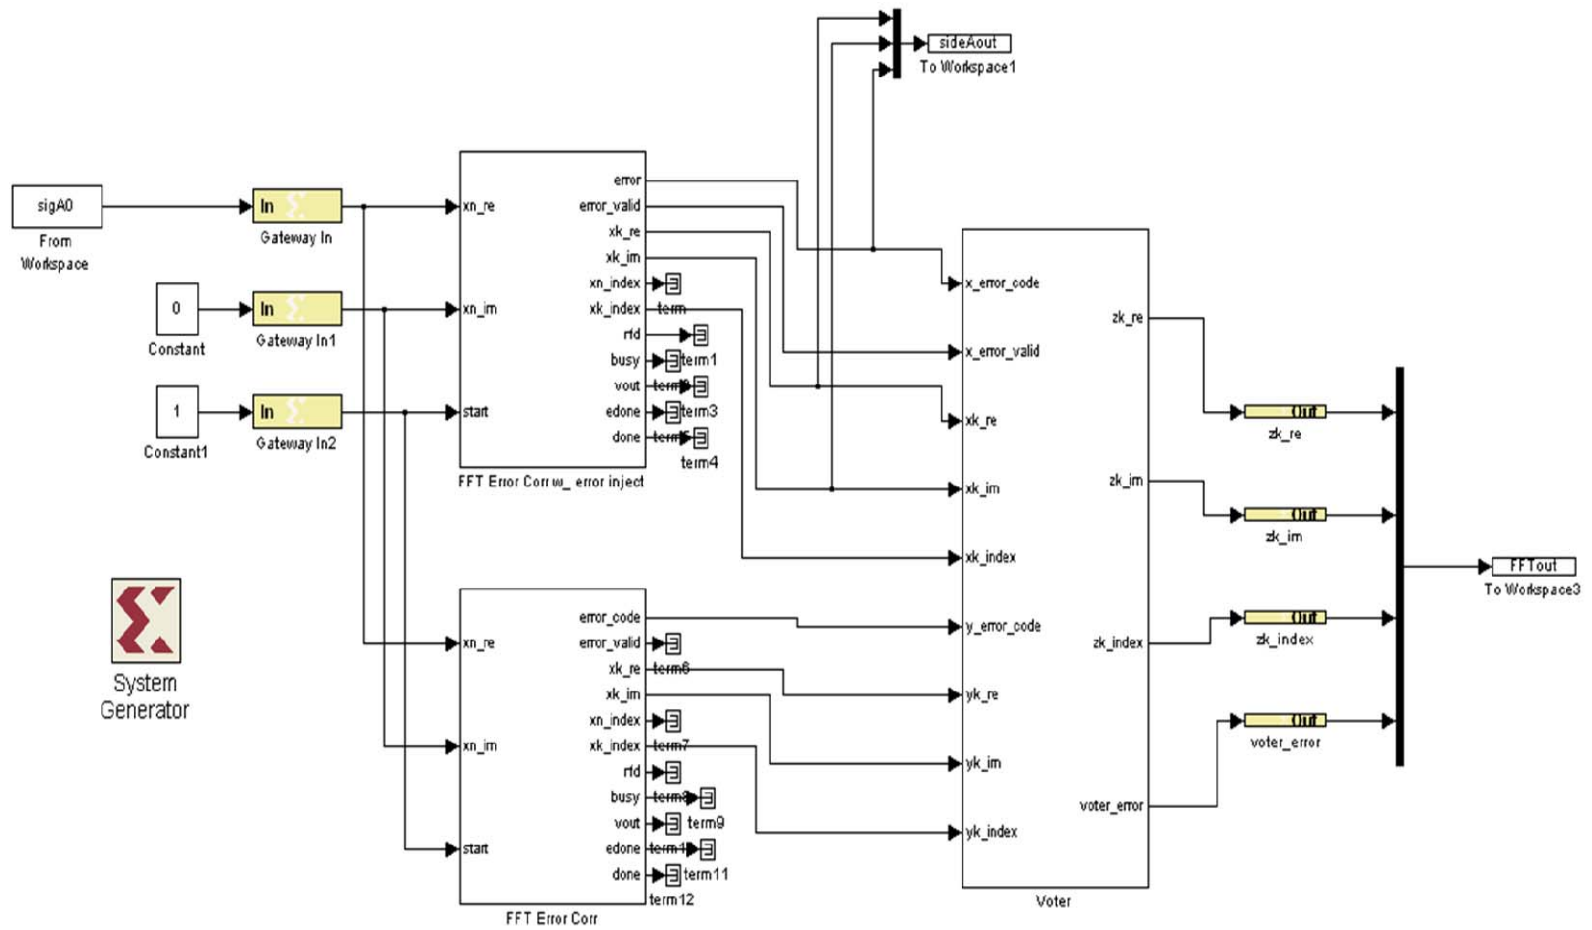 sideAout
To Workspace1
sigA0
From
Workspace
In
Gateway In
0
Constant
In
Gateway In1
1
Constant1
In
Gateway In2
xn_re
xn_im
start
error
error_valid
xk_re
xk_im
xn_index
xk_index
rfd
busy
vout
edone
done
term
term1
term3
term4
FFT Error Corr w_ error inject
System
Generator
xn_re
xn_im
start
error_code
error_valid
xk_re
xk_im
xn_index
xk_index
rfd
busy
vout
edone
done
term6
term7
term9
term11
term12
FFT Error Corr
x_error_code
x_error_valid
xk_re
xk_im
xk_index
y_error_code
yk_re
yk_im
yk_index
zk_re
zk_im
zk_index
voter_error
Voter
Out
zk_re
Out
zk_im
Out
zk_index
Out
voter_error
FFTout
To Workspace3